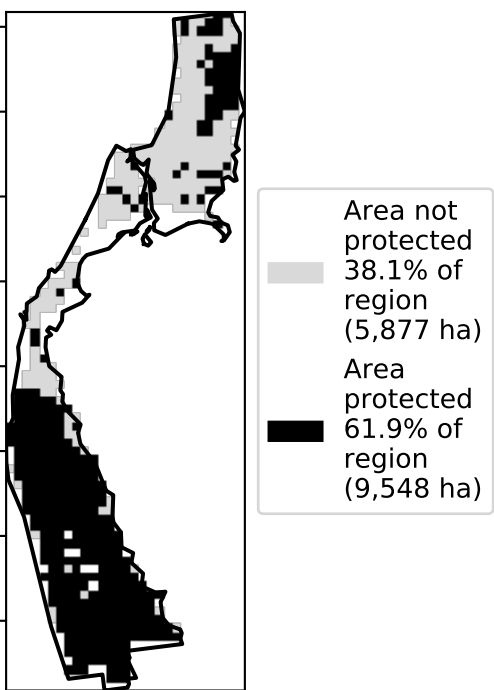 Area not
protected
38.1% of
region
(5,877 ha)
Area
protected
61.9% of
region
(9,548 ha)